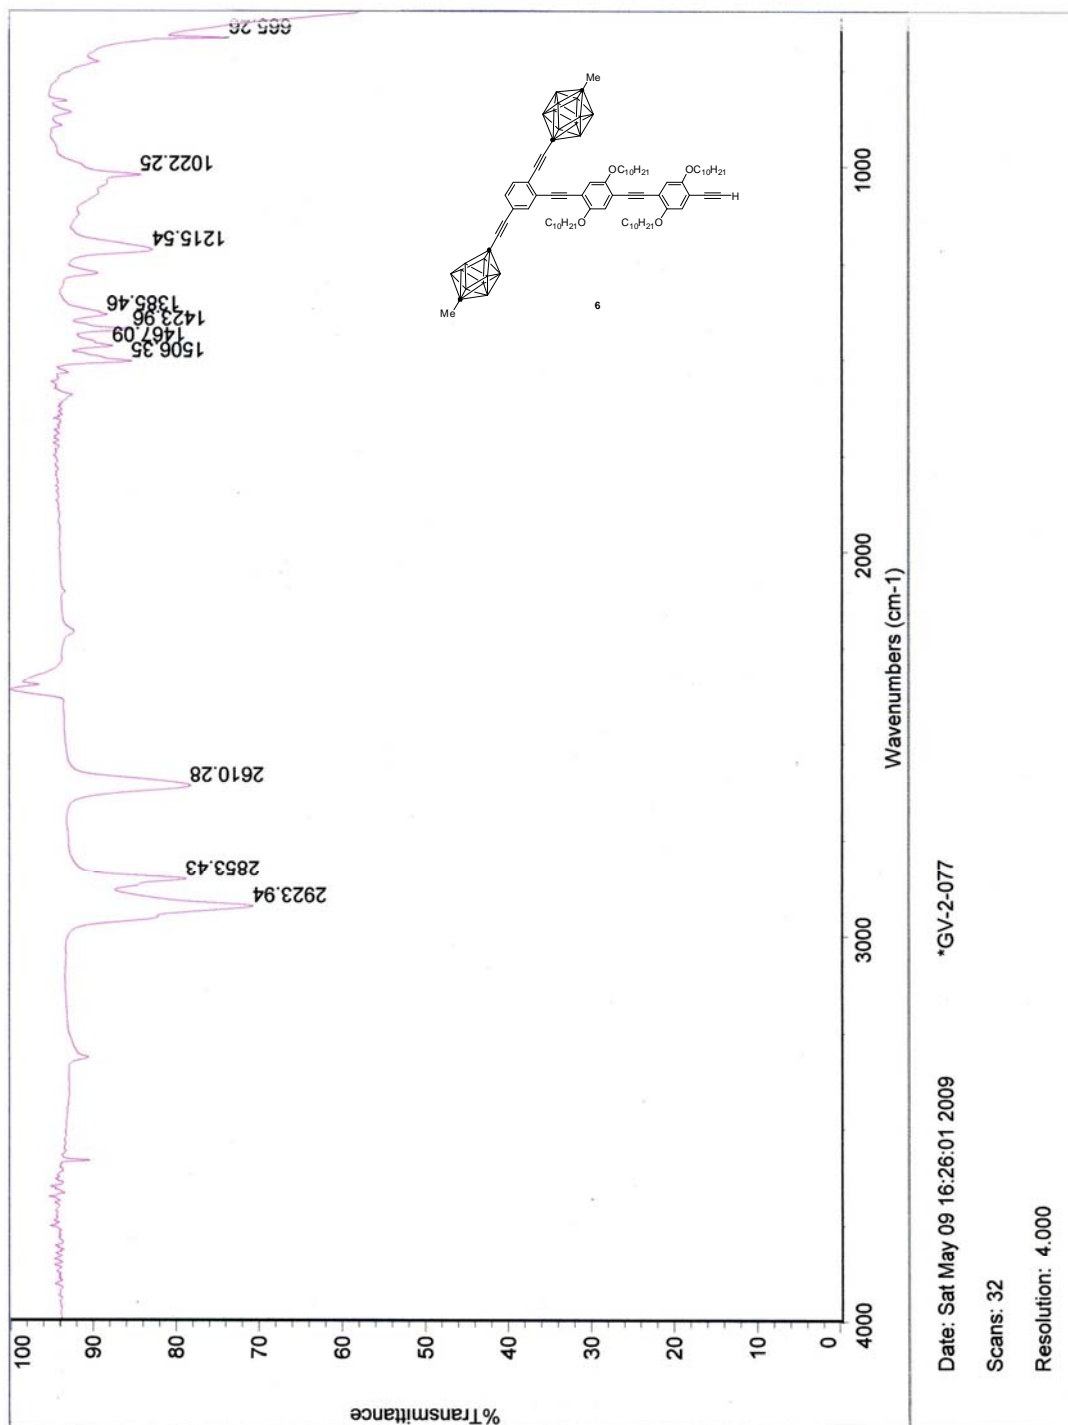 %Transmittance
100
90
80
70
60
50
40
30
20
10
0
4000
3000
2000
1000
Wavenumbers (cm-1)
2923.94
2853.43
2610.28
1506.35
1467.09
1423.96
1385.46
1215.54
1022.25
665.26
Me
OC10H21
OC10H21
H
C10H21O
C10H21O
Me
6
Date: Sat May 09 16:26:01 2009
*GV-2-077
Scans: 32
Resolution: 4.000